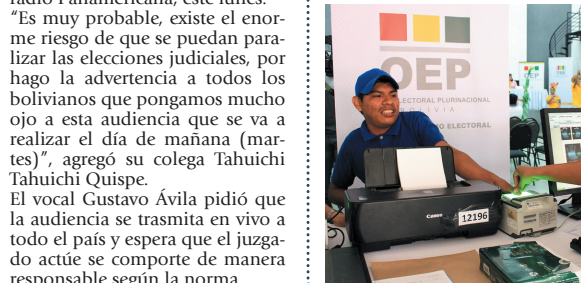 radio Panamericana, este lunes.
“Es muy probable, existe el enor-
me riesgo de que se puedan para-
lizar las elecciones judiciales, por
hago la advertencia a todos los
bolivianos que pongamos mucho
ojo a esta audiencia que se va a
realizar el día de mañana (mar-
tes)”, agregó su colega Tahuichi
Tahuichi Quispe.
El vocal Gustavo Ávila pidió que
la audiencia se trasmita en vivo a
todo el país y espera que el juzga-
do actúe se comporte de manera
responsable según la norma
OEP
ELECTORAL PLURINACIONAL
BOLIVIA
ELECTORAL
OEP
Canon
12196